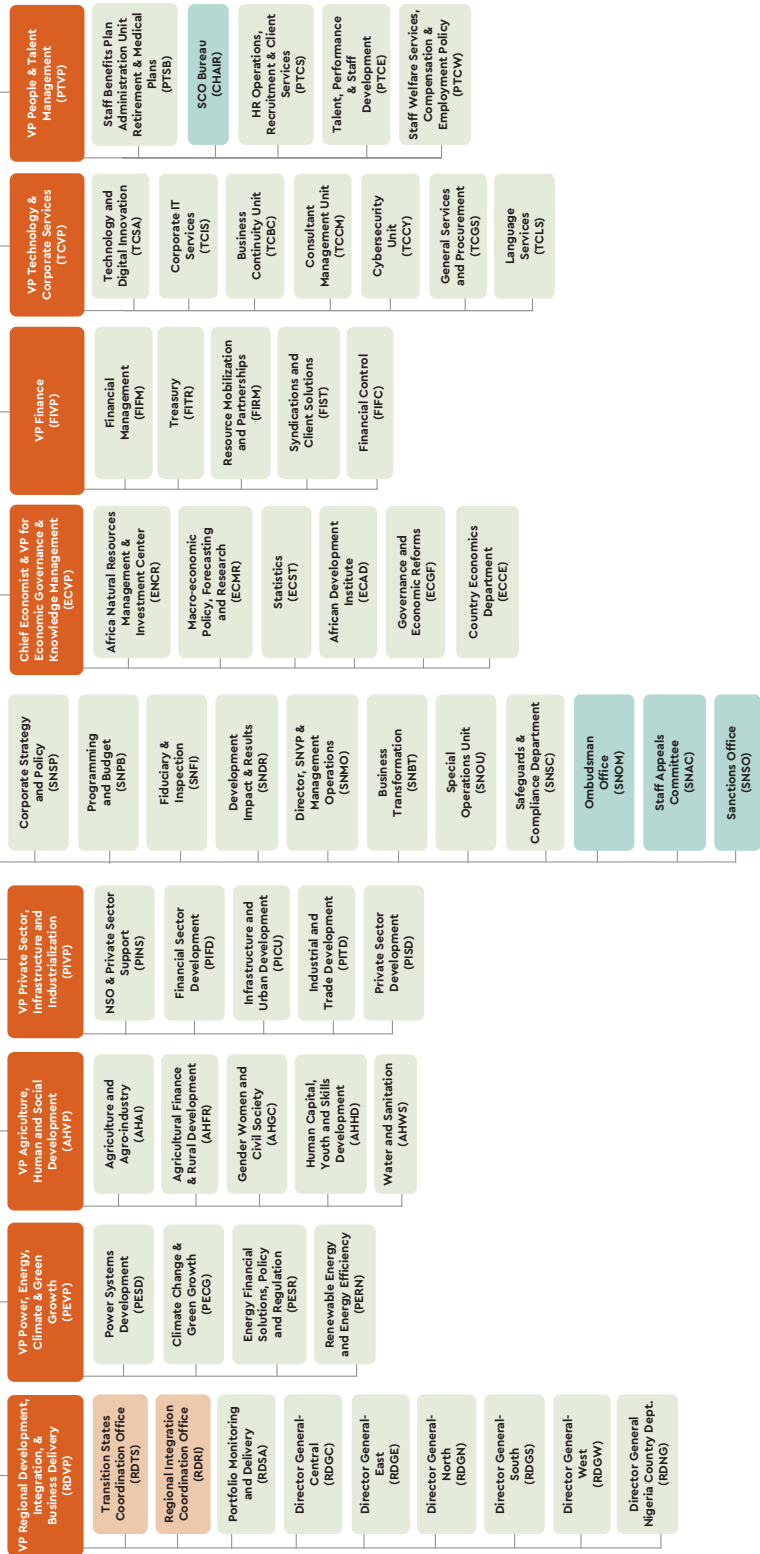 VP Regional Development,
Integration, &
Business Delivery
(RDVP)
Transition States
Coordination Office
(RDTS)
Regional Integration
Coordination Office
(RDRI)
Portfolio Monitoring
and Delivery
(RDSA)
Director General-
Central
(RDGC)
Director General-
East
(RDGE)
Director General-
North
(RDGN)
Director General-
South
(RDGS)
Director General-
West
(RDGW)
Director General
Nigeria Country Dept.
(RDNG)
VP Power, Energy,
Climate & Green
Growth
(PEVP)
Power Systems
Development
(PESD)
Climate Change &
Green Growth
(PECG)
Energy Financial
Solutions, Policy
and Regulation
(PESR)
Renewable Energy
and Energy Efficiency
(PERN)
VP Agriculture,
Human and Social
Development
(AHVP)
Agriculture and
Agro-industry
(AHAI)
Agricultural Finance
& Rural Development
(AHFR)
Gender Women and
Civil Society
(AHGC)
Human Capital,
Youth and Skills
Development
(AHHD)
Water and Sanitation
(AHWS)
VP Private Sector,
Infrastructure and
Industrialization
(PIVP)
NSO & Private Sector
Support
(PINS)
Financial Sector
Development
(PIFD)
Infrastructure and
Urban Development
(PICU)
Industrial and
Trade Development
(PITD)
Private Sector
Development
(PISD)
Corporate Strategy
and Policy
(SNSP)
Programming
and Budget
(SNPB)
Fiduciary &
Inspection
(SNFI)
Development
Impact & Results
(SNDR)
Director, SNVP &
Management
Operations
(SNMO)
Business
Transformation
(SNBT)
Special
Operations Unit
(SNOU)
Safeguards &
Compliance Department
(SNSC)
Ombudsman
Office
(SNOM)
Staff Appeals
Committee
(SNAC)
Sanctions Office
(SNSO)
Chief Economist & VP for
Economic Governance &
Knowledge Management
(ECVP)
Africa Natural Resources
Management &
Investment Center
(ENCR)
Macro-economic
Policy, Forecasting
and Research
(ECMR)
Statistics
(ECST)
African Development
Institute
(ECAD)
Governance and
Economic Reforms
(ECGF)
Country Economics
Department
(ECCE)
VP Finance
(FIVP)
Financial
Management
(FIFM)
Treasury
(FITR)
Resource Mobilization
and Partnerships
(FIRM)
Syndications and
Client Solutions
(FIST)
Financial Control
(FIFC)
VP Technology &
Corporate Services
(TCVP)
Technology and
Digital Innovation
(TCSA)
Corporate IT
Services
(TCIS)
Business
Continuity Unit
(TCBC)
Consultant
Management Unit
(TCCM)
Cybersecurity
Unit
(TCCY)
General Services
and Procurement
(TCGS)
Language
Services
(TCLS)
VP People & Talent
Management
(PTVP)
Staff Benefits Plan
Administration Unit
Retirement & Medical
Plans
(PTSB)
SCO Bureau
(CHAIR)
HR Operations,
Recruitment & Client
Services
(PTCS)
Talent, Performance
& Staff
Development
(PTCE)
Staff Welfare Services,
Compensation &
Employment Policy
(PTCW)